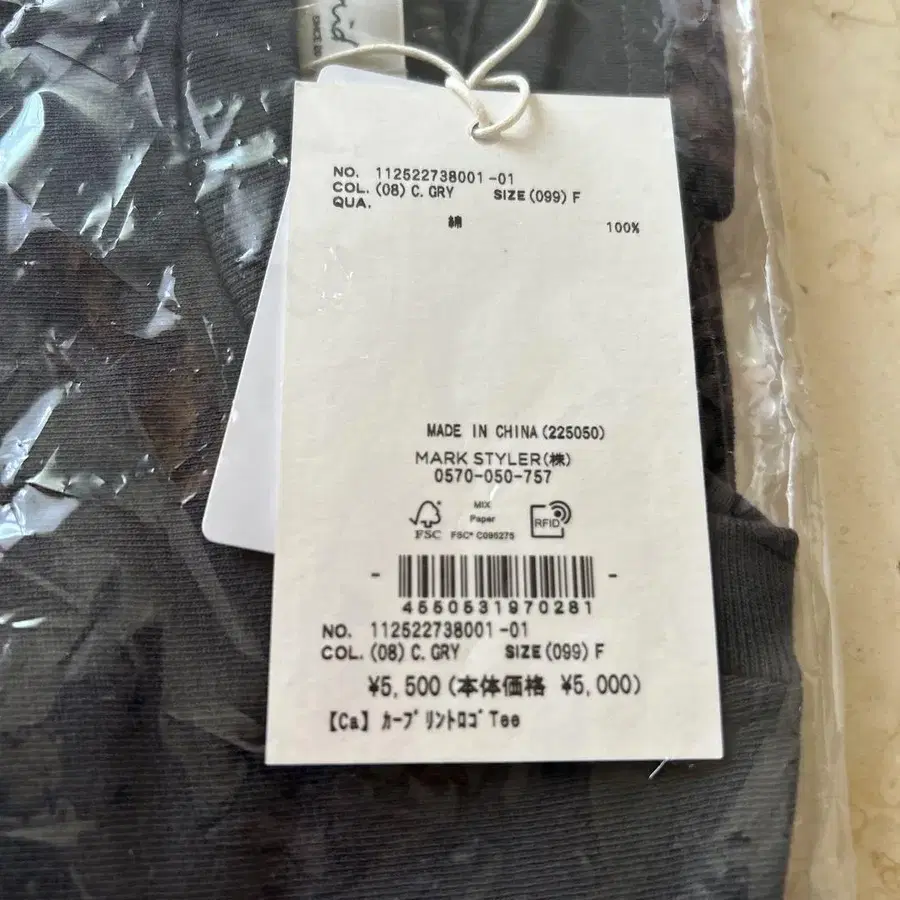 NO. 112522738001-01
COL. (08) C. GRY SIZE (099) F
QUA.
綿 100%
MADE IN CHINA (225050)
MARK STYLER(株)
0570-050-757
FSC
MIX
Paper
FSC® C095275
RFID
4550531970281
NO. 112522738001-01
COL. (08) C. GRY SIZE (099) F
¥5,500 (本体価格 ¥5,000)
【Ca】カープリントロゴTee